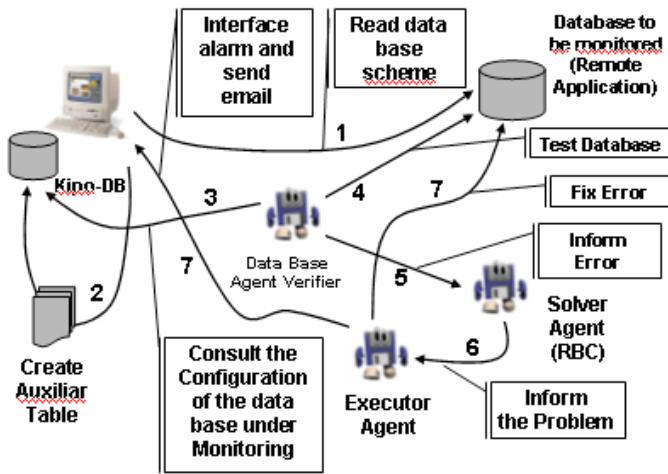 Interface
alarm and
send
email
Read data
base
scheme
Database to
be monitored
(Remote
Application)
1
Test Database
King-DB
3
4
7
Fix Error
7
Data Base
Agent Verifier
5
Inform
Error
2
Solver
Agent
(RBC)
Create
Auxiliar
Table
Consult the
Configuration
of the data
base under
Monitoring
6
Executor
Agent
Inform
the Problem